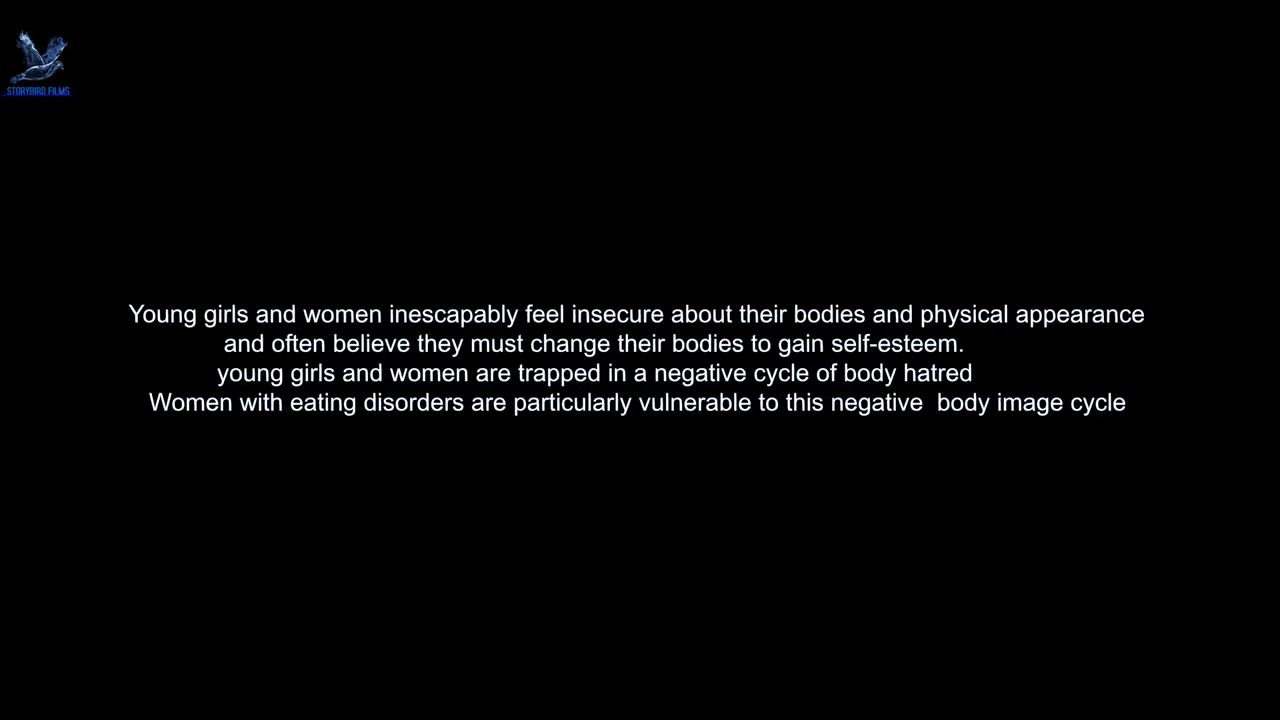 STORYBIRD FILMS
Young girls and women inescapably feel insecure about their bodies and physical appearance
and often believe they must change their bodies to gain self-esteem.
young girls and women are trapped in a negative cycle of body hatred
Women with eating disorders are particularly vulnerable to this negative  body image cycle